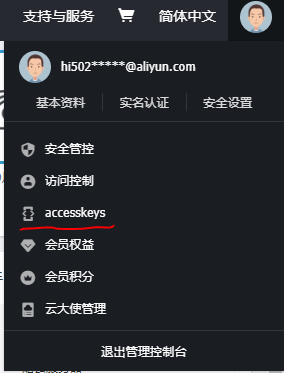 支持与服务 简体中文
hi502*****@aliyun.com
基本资料 实名认证 安全设置
安全管控
访问控制
accesskeys
会员权益
会员积分
云大使管理
退出管理控制台